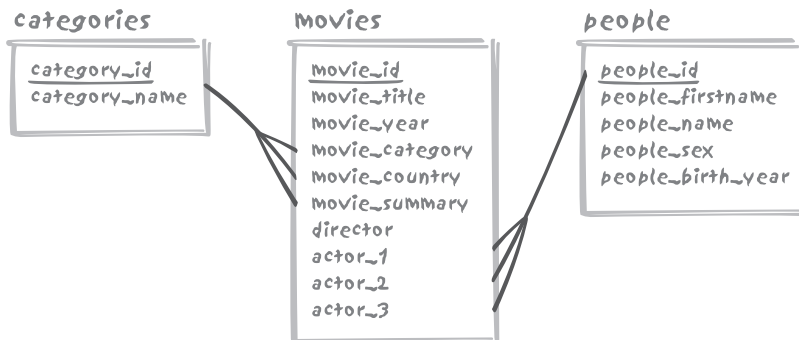 categories
category_id
category_name
movies
movie_id
movie_title
movie_year
movie_category
movie_country
movie_summary
director
actor_1
actor_2
actor_3
people
people_id
people_firstname
people_name
people_sex
people_birth_year